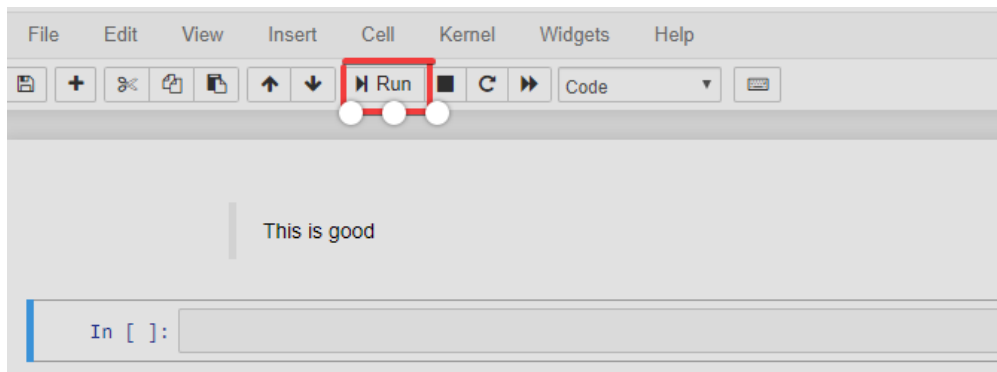 File Edit View Insert Cell Kernel Widgets Help
Run Code
This is good
In [ ]: